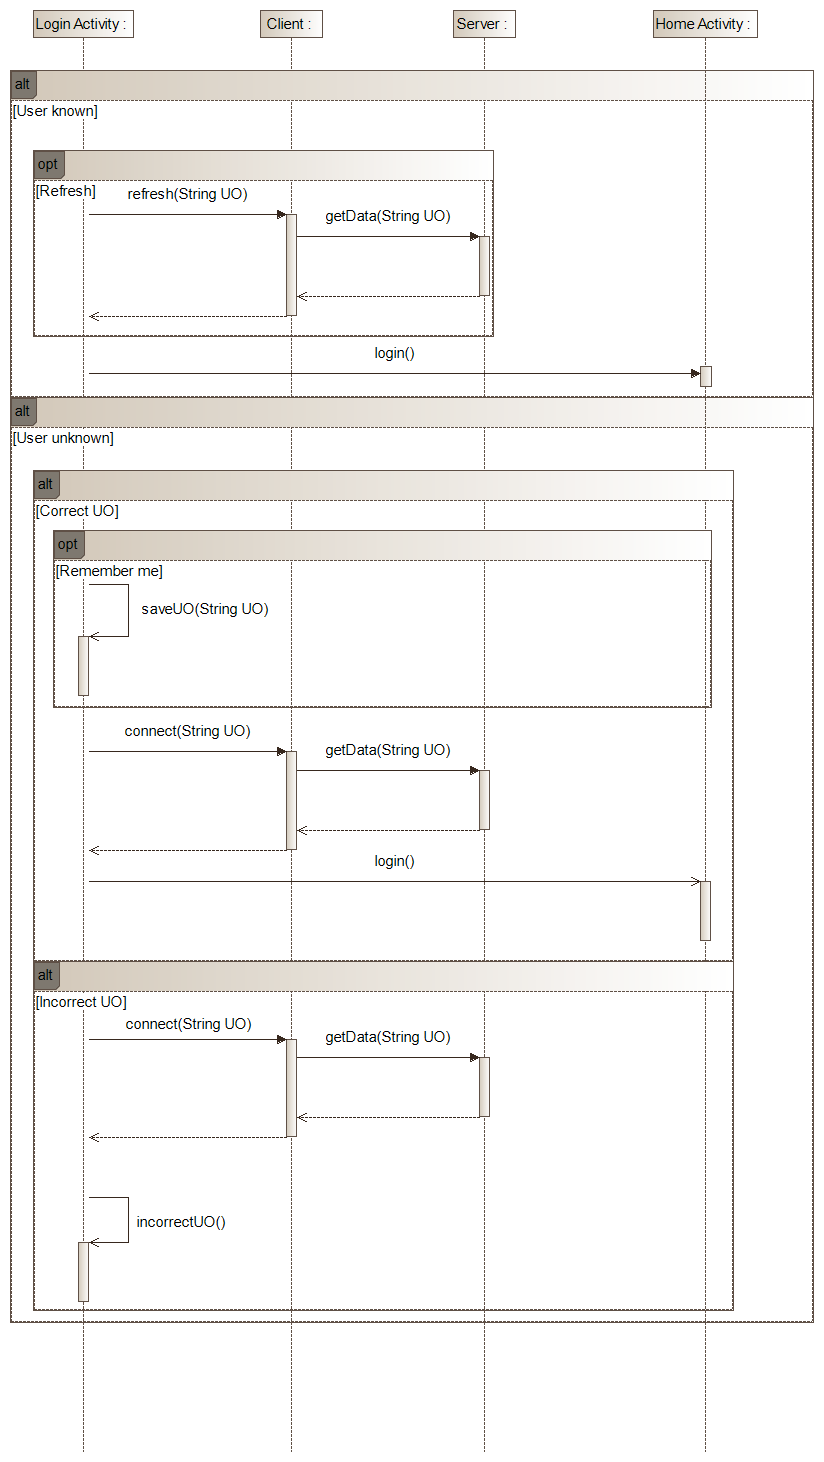 Login Activity :
Client :
Server :
Home Activity :
alt
[User known]
opt
[Refresh]
refresh(String UO)
getData(String UO)
login()
alt
[User unknown]
alt
[Correct UO]
opt
[Remember me]
saveUO(String UO)
connect(String UO)
getData(String UO)
login()
alt
[Incorrect UO]
connect(String UO)
getData(String UO)
incorrectUO()